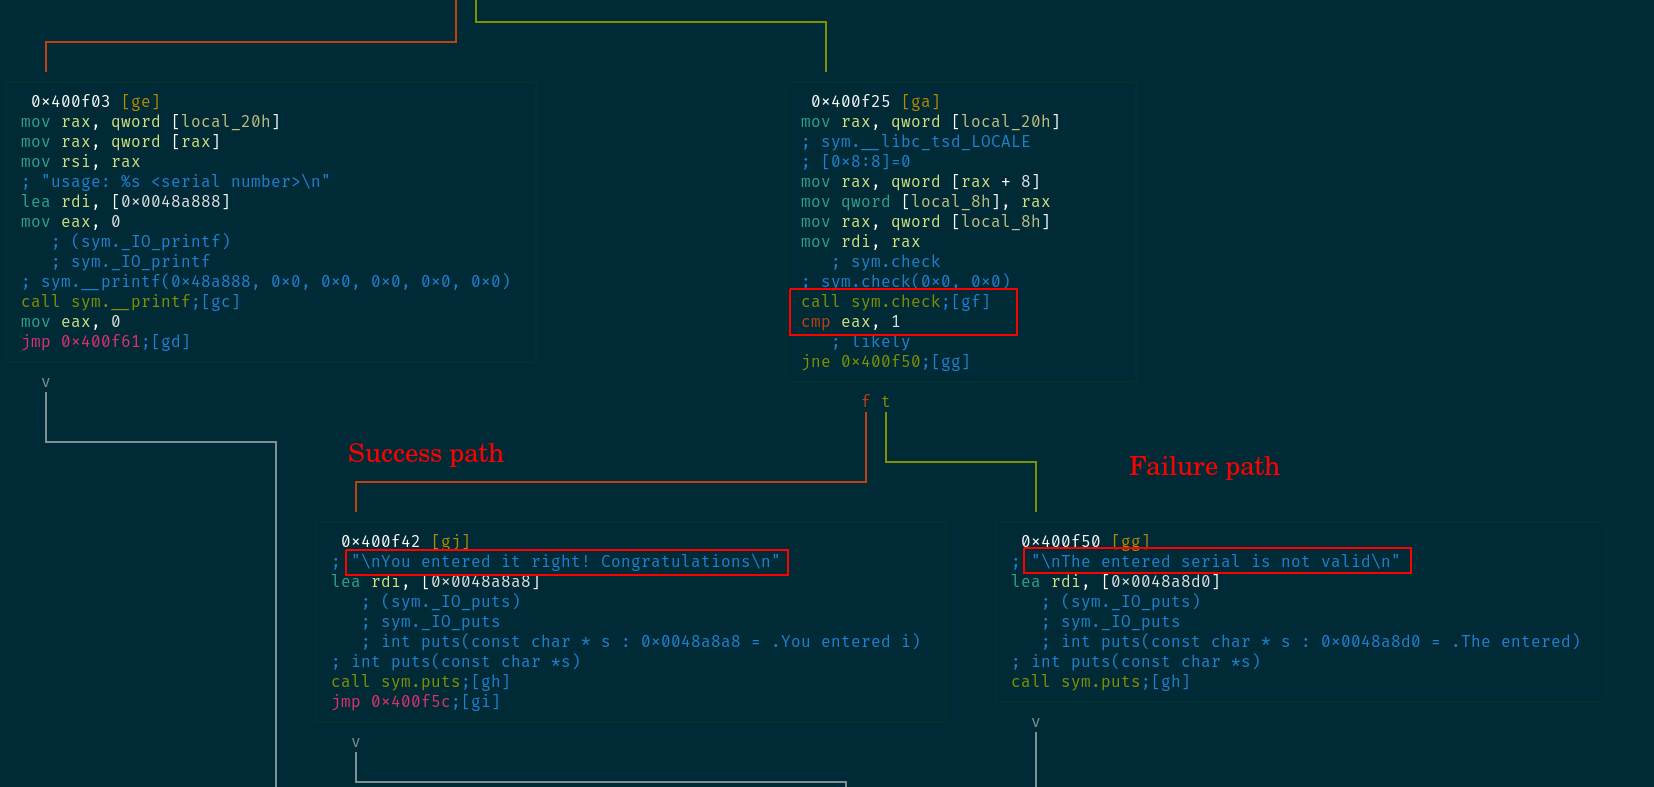 0x400f03 [ge]
mov rax, qword [local_20h]
mov rax, qword [rax]
mov rsi, rax
; "usage: %s <serial number>\n"
lea rdi, [0x0048a888]
mov eax, 0
; (sym._IO_printf)
; sym._IO_printf
; sym.__printf(0x48a888, 0x0, 0x0, 0x0, 0x0, 0x0)
call sym.__printf;[gc]
mov eax, 0
jmp 0x400f61;[gd]
v
0x400f25 [ga]
mov rax, qword [local_20h]
; sym.__libc_tsd_LOCALE
; [0x8:8]=0
mov rax, qword [rax + 8]
mov qword [local_8h], rax
mov rax, qword [local_8h]
mov rdi, rax
; sym.check
; sym.check(0x0, 0x0)
call sym.check;[gf]
cmp eax, 1
; likely
jne 0x400f50;[gg]
f t
Success path
Failure path
0x400f42 [gj]
; "\nYou entered it right! Congratulations\n"
lea rdi, [0x0048a8a8]
; (sym._IO_puts)
; sym._IO_puts
; int puts(const char * s : 0x0048a8a8 = .You entered i)
; int puts(const char *s)
call sym.puts;[gh]
jmp 0x400f5c;[gi]
v
0x400f50 [gg]
; "\nThe entered serial is not valid\n"
lea rdi, [0x0048a8d0]
; (sym._IO_puts)
; sym._IO_puts
; int puts(const char * s : 0x0048a8d0 = .The entered)
; int puts(const char *s)
call sym.puts;[gh]
v